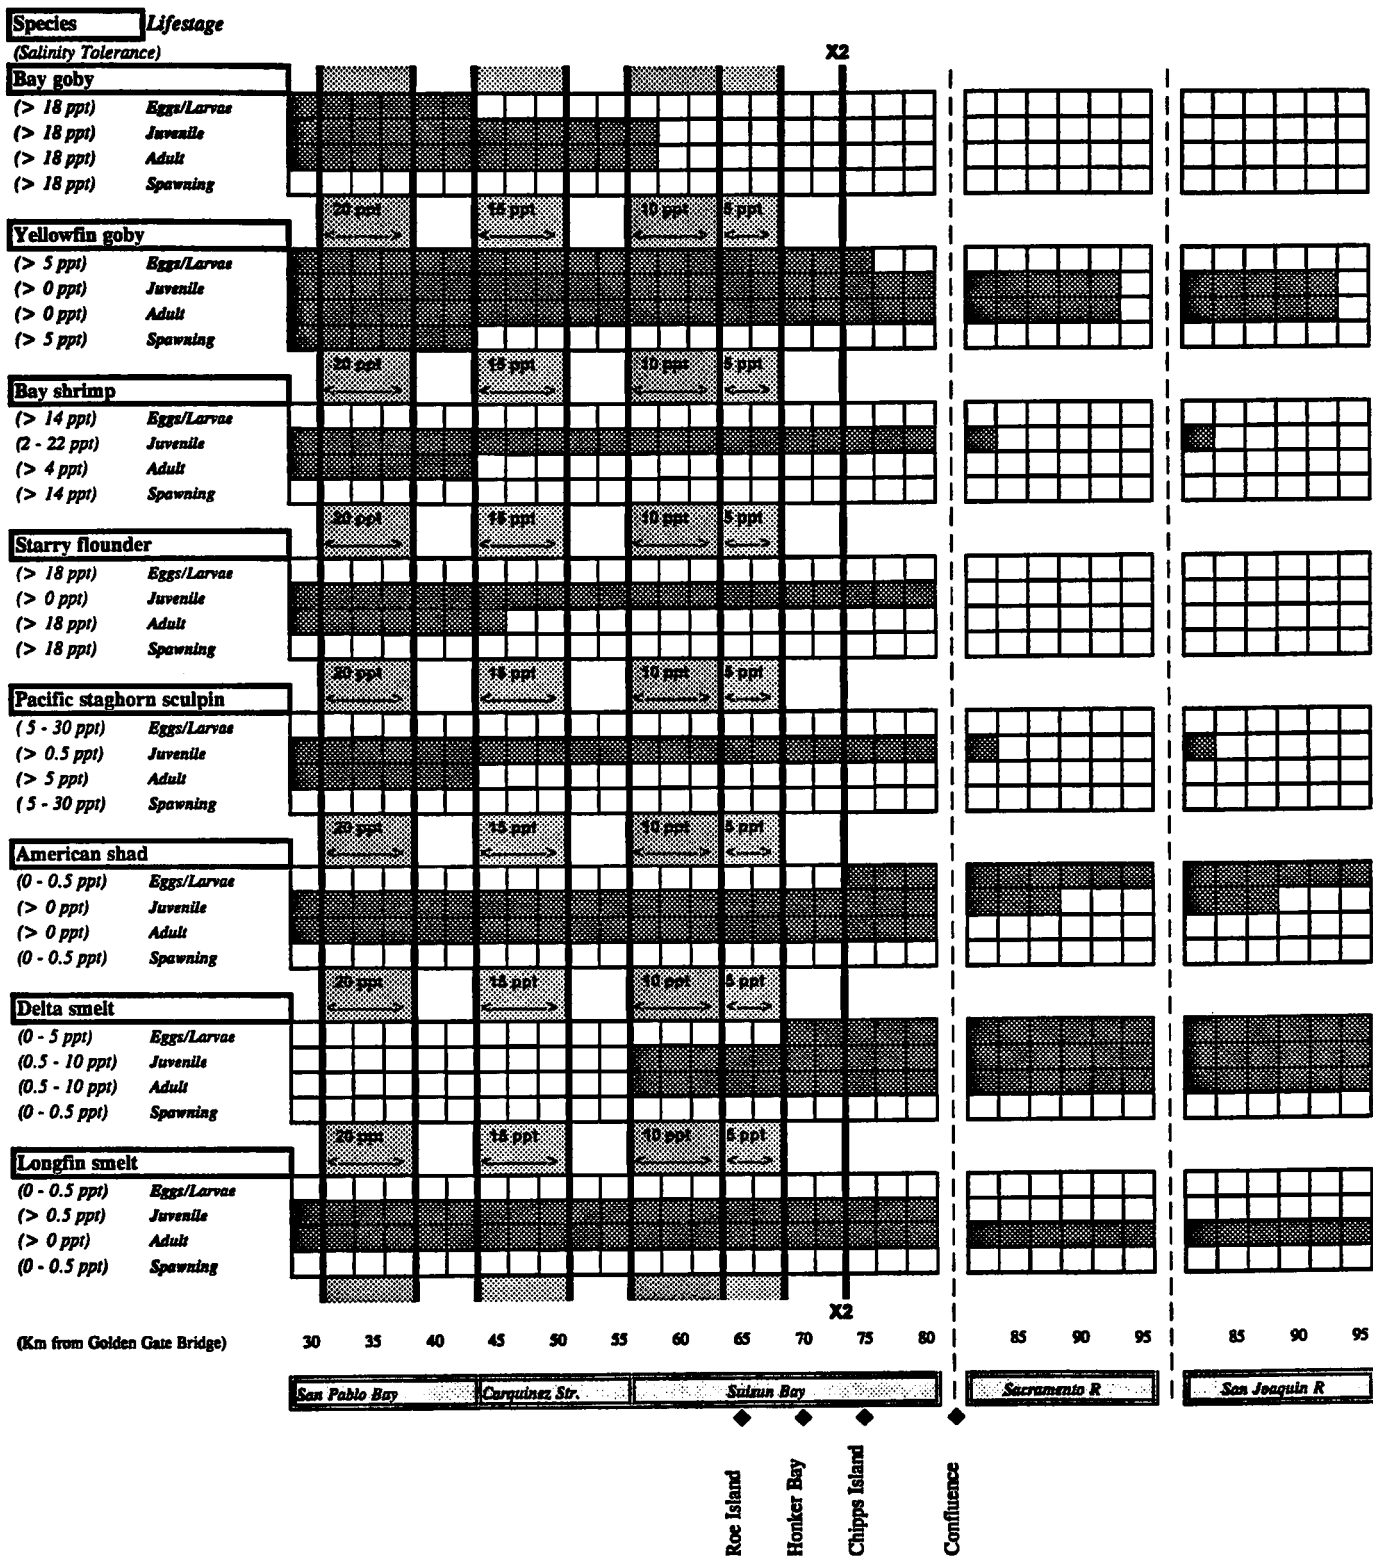 Species Lifestage
(Salinity Tolerance) X2
Bay goby
(> 18 ppt) Eggs/Larvae
(> 18 ppt) Juvenile
(> 18 ppt) Adult
(> 18 ppt) Spawning
20 ppt 15 ppt 10 ppt 5 ppt
Yellowfin goby
(> 5 ppt) Eggs/Larvae
(> 0 ppt) Juvenile
(> 0 ppt) Adult
(> 5 ppt) Spawning
20 ppt 15 ppt 10 ppt 5 ppt
Bay shrimp
(> 14 ppt) Eggs/Larvae
(2 - 22 ppt) Juvenile
(> 4 ppt) Adult
(> 14 ppt) Spawning
20 ppt 15 ppt 10 ppt 5 ppt
Starry flounder
(> 18 ppt) Eggs/Larvae
(> 0 ppt) Juvenile
(> 18 ppt) Adult
(> 18 ppt) Spawning
20 ppt 15 ppt 10 ppt 5 ppt
Pacific staghorn sculpin
( 5 - 30 ppt) Eggs/Larvae
(> 0.5 ppt) Juvenile
(> 5 ppt) Adult
( 5 - 30 ppt) Spawning
20 ppt 15 ppt 10 ppt 5 ppt
American shad
(0 - 0.5 ppt) Eggs/Larvae
(> 0 ppt) Juvenile
(> 0 ppt) Adult
(0 - 0.5 ppt) Spawning
20 ppt 15 ppt 10 ppt 5 ppt
Delta smelt
(0 - 5 ppt) Eggs/Larvae
(0.5 - 10 ppt) Juvenile
(0.5 - 10 ppt) Adult
(0 - 0.5 ppt) Spawning
20 ppt 15 ppt 10 ppt 5 ppt
Longfin smelt
(0 - 0.5 ppt) Eggs/Larvae
(> 0.5 ppt) Juvenile
(> 0 ppt) Adult
(0 - 0.5 ppt) Spawning
X2
(Km from Golden Gate Bridge) 30 35 40 45 50 55 60 65 70 75 80 85 90 95 85 90 95
San Pablo Bay Carquinez Str. Suisun Bay Sacramento R San Joaquin R
Roe Island
Honker Bay
Chipps Island
Confluence